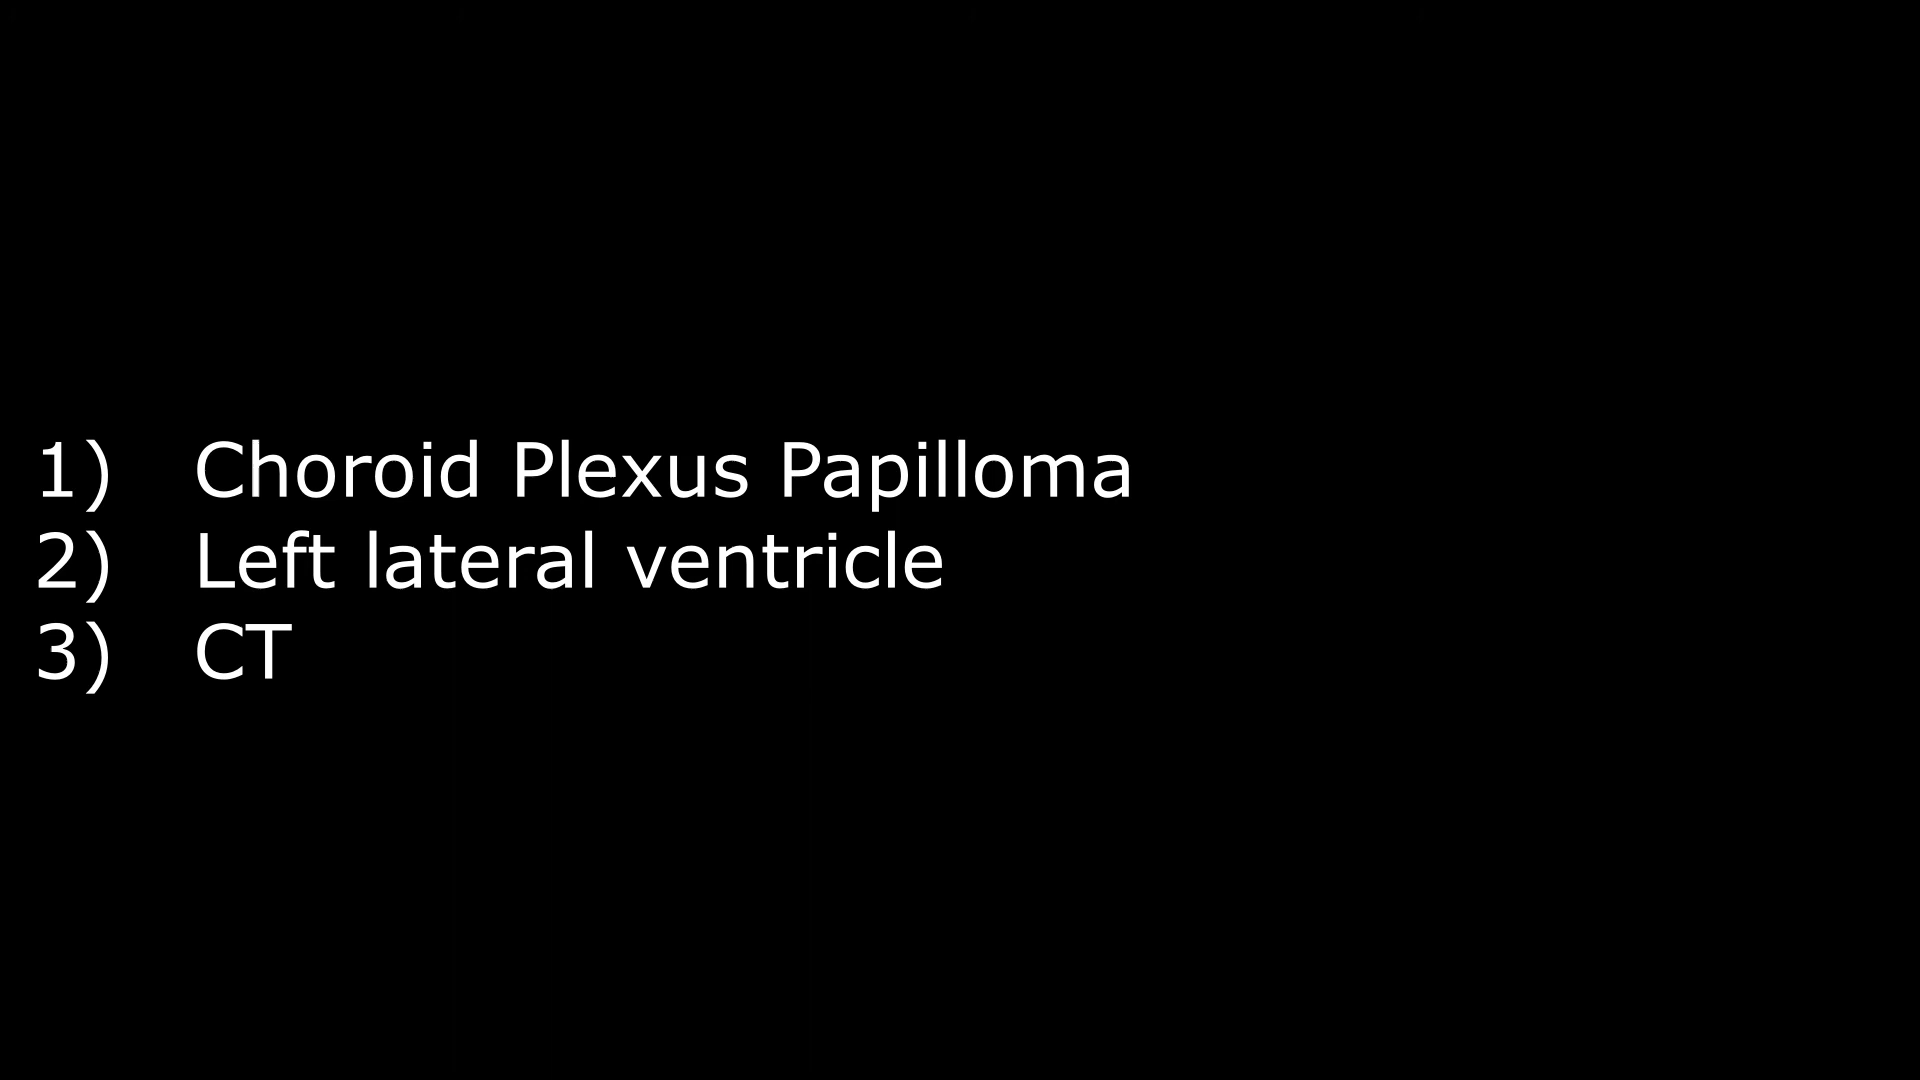 1) Choroid Plexus Papilloma
2) Left lateral ventricle
3) CT